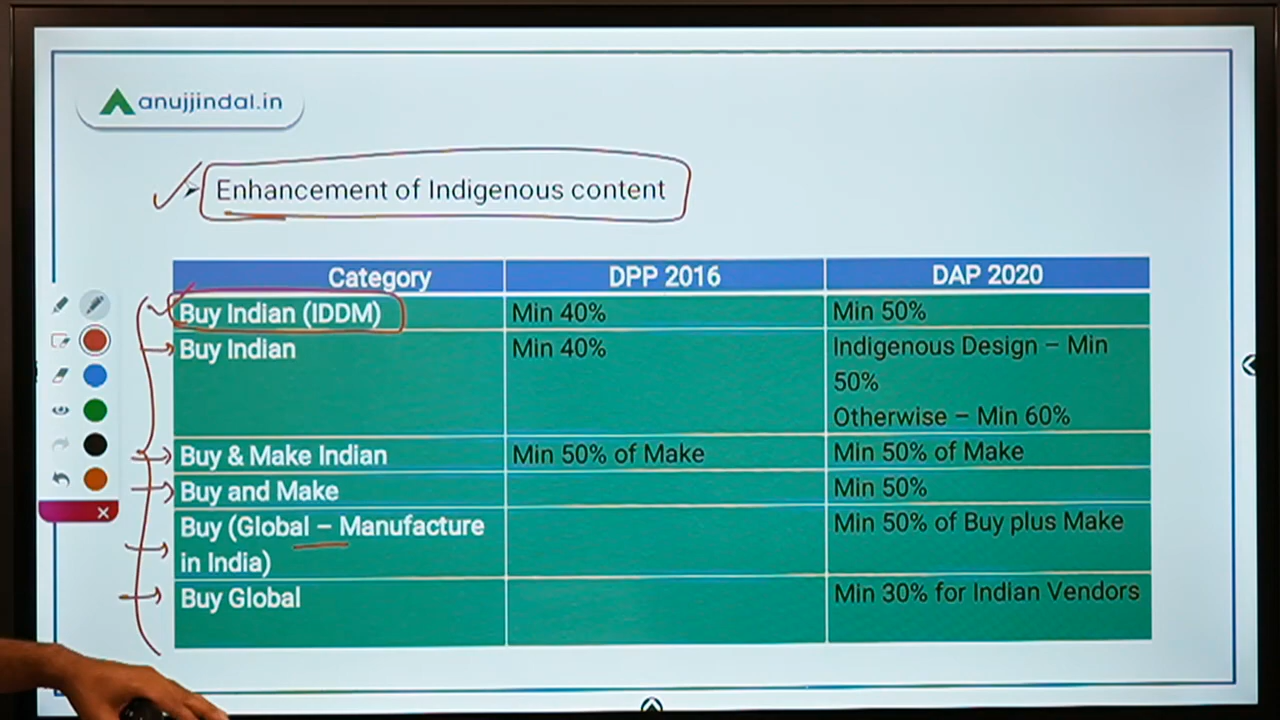 anujjindal.in
Enhancement of Indigenous content
Category DPP 2016 DAP 2020
Buy Indian (IDDM) Min 40% Min 50%
Buy Indian Min 40% Indigenous Design – Min
50%
Otherwise – Min 60%
Buy & Make Indian Min 50% of Make Min 50% of Make
Buy and Make Min 50%
Buy (Global – Manufacture Min 50% of Buy plus Make
in India)
Buy Global Min 30% for Indian Vendors